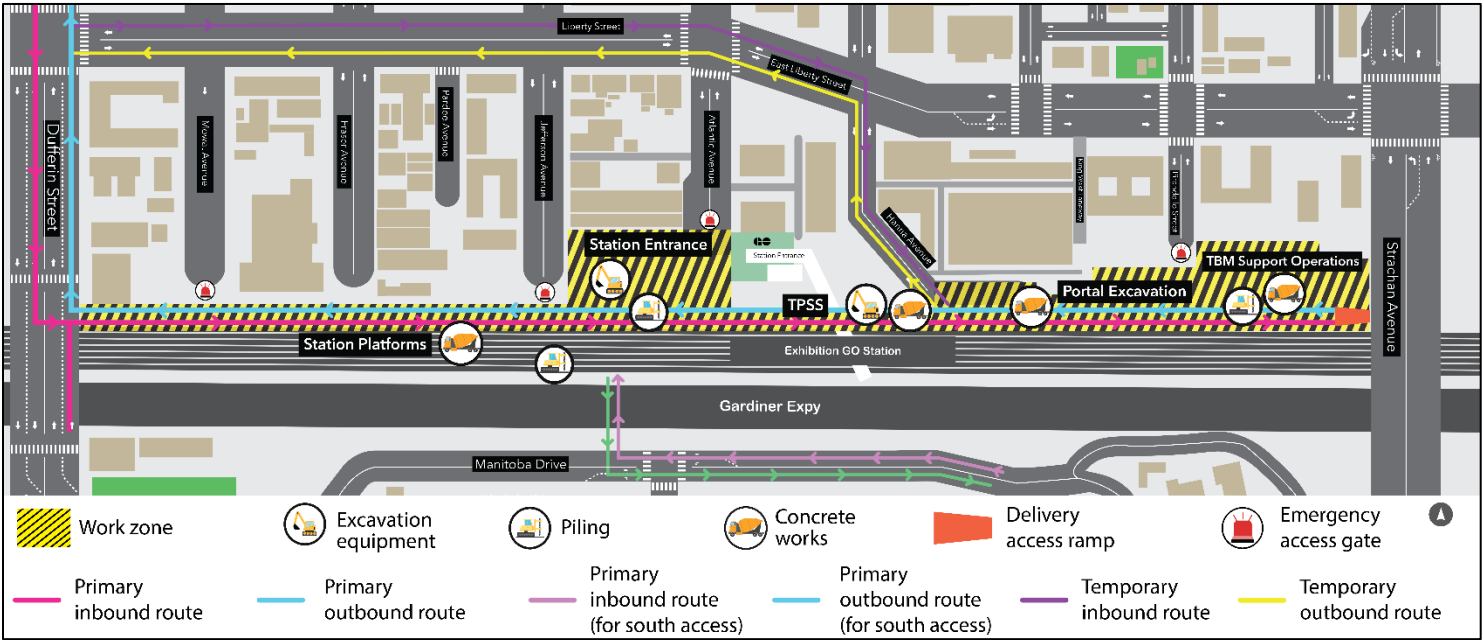 Liberty Street
East Liberty Street
Dufferin Street
Mowat Avenue
Fraser Avenue
Pardee Avenue
Jefferson Avenue
Atlantic Avenue
Hanna Avenue
Strachan Avenue
Station Entrance
GO
Station Entrance
TBM Support Operations
Portal Excavation
TPSS
Station Platforms
Exhibition GO Station
Gardiner Expy
Manitoba Drive
Work zone
Excavation
equipment
Piling
Concrete
works
Delivery
access ramp
Emergency
access gate
Primary
inbound route
Primary
outbound route
Primary
inbound route
(for south access)
Primary
outbound route
(for south access)
Temporary
inbound route
Temporary
outbound route